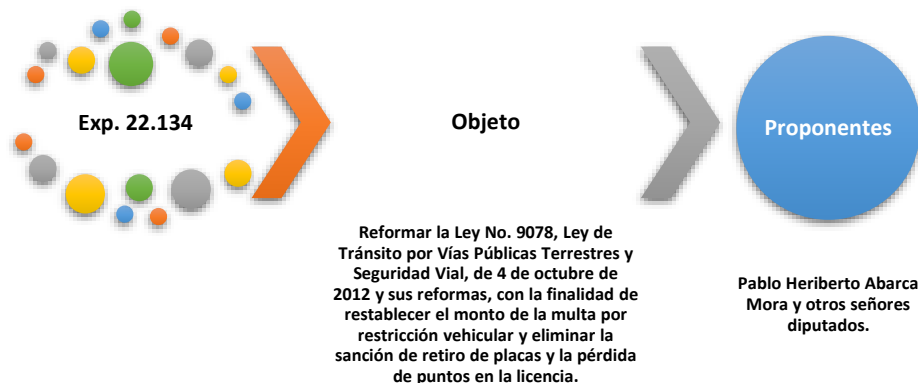 Exp. 22.134
Objeto
Reformar la Ley No. 9078, Ley de
Tránsito por Vías Públicas Terrestres y
Seguridad Vial, de 4 de octubre de
2012 y sus reformas, con la finalidad de
restablecer el monto de la multa por
restricción vehicular y eliminar la
sanción de retiro de placas y la pérdida
de puntos en la licencia.
Proponentes
Pablo Heriberto Abarca
Mora y otros señores
diputados.